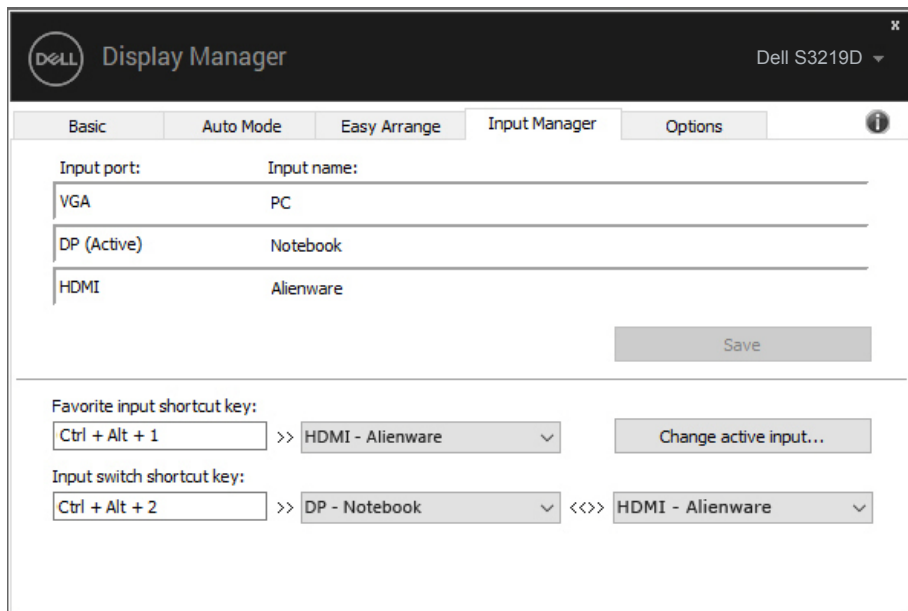 x
DELL Display Manager Dell S3219D
Basic Auto Mode Easy Arrange Input Manager Options i
Input port: Input name:
VGA PC
DP (Active) Notebook
HDMI Alienware
Save
Favorite input shortcut key:
Ctrl + Alt + 1 >> HDMI - Alienware Change active input...
Input switch shortcut key:
Ctrl + Alt + 2 >> DP - Notebook <<>> HDMI - Alienware